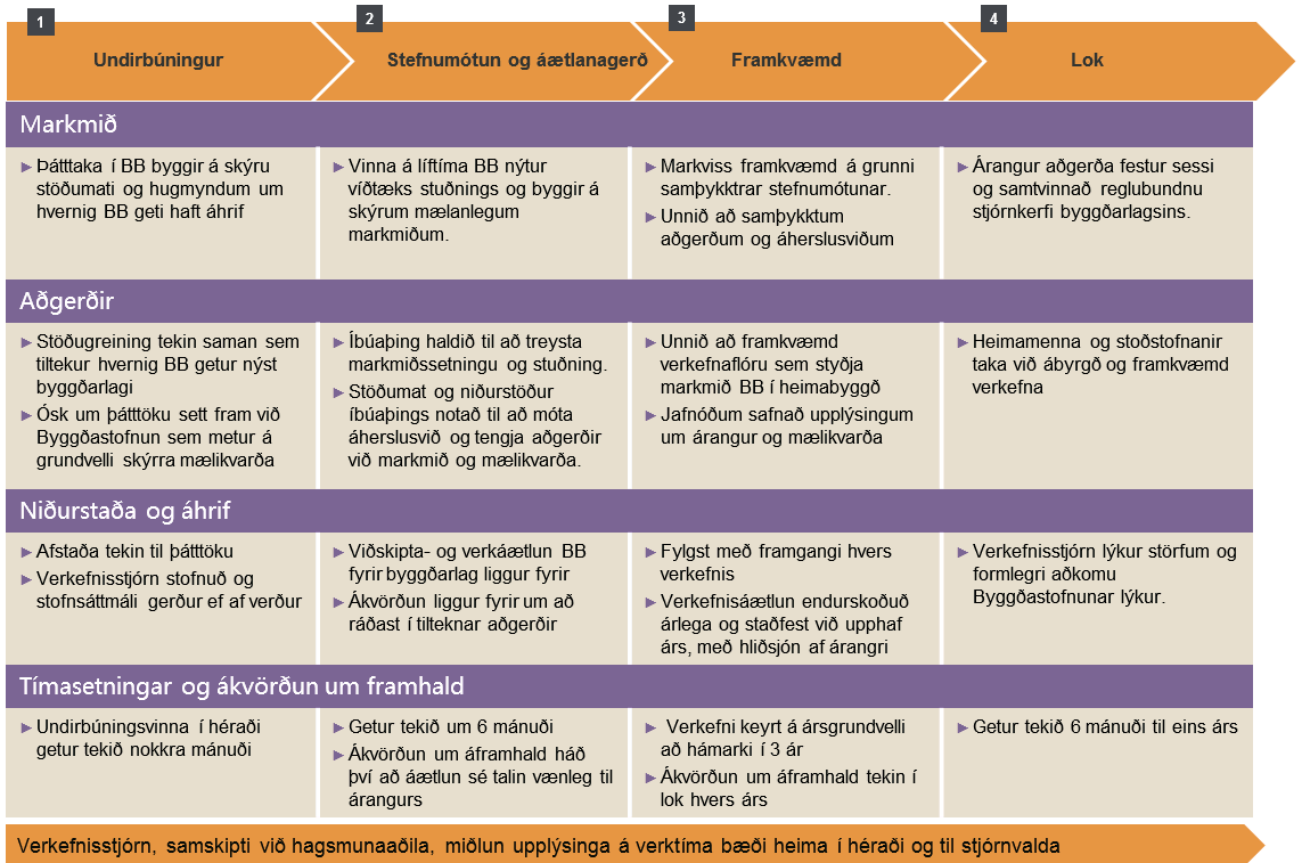 1
Undirbúningur
2
Stefnumótun og áætlanagerð
3
Framkvæmd
4
Lok
Markmið
▶ Þátttaka í BB byggir á skýru
stöðumati og hugmyndum um
hvernig BB geti haft áhrif
▶ Vinna á líftíma BB nýtur
víðtæks stuðnings og byggir á
skýrum mælanlegum
markmiðum.
▶ Markviss framkvæmd á grunni
samþykktrar stefnumótunar.
▶ Unnið að samþykktum
aðgerðum og áherslusviðum
▶ Árangur aðgerða festur sessi
og samtvinnað reglubundnu
stjórnkerfi byggðarlagsins.
Aðgerðir
▶ Stöðugreining tekin saman sem
tiltekur hvernig BB getur nýst
byggðarlagi
▶ Ósk um þátttöku sett fram við
Byggðastofnun sem metur á
grundvelli skýrra mælikvarða
▶ Íbúaþing haldið til að treysta
markmiðssetningu og stuðning.
▶ Stöðumat og niðurstöður
íbúaþings notað til að móta
áherslusvið og tengja aðgerðir
við markmið og mælikvarða.
▶ Unnið að framkvæmd
verkefnaflóru sem styðja
markmið BB í heimabyggð
▶ Jafnóðum safnað upplýsingum
um árangur og mælikvarða
▶ Heimamenna og stoðstofnanir
taka við ábyrgð og framkvæmd
verkefna
Niðurstaða og áhrif
▶ Afstaða tekin til þátttöku
▶ Verkefnisstjórn stofnuð og
stofnsáttmáli gerður ef af verður
▶ Viðskipta- og verkáætlun BB
fyrir byggðarlag liggur fyrir
▶ Ákvörðun liggur fyrir um að
ráðast í tilteknar aðgerðir
▶ Fylgst með framgangi hvers
verkefnis
▶ Verkefnisáætlun endurskoðuð
árlega og staðfest við upphaf
árs, með hliðsjón af árangri
▶ Verkefnisstjórn lýkur störfum og
formlegri aðkomu
Byggðastofnunar lýkur.
Tímasetningar og ákvörðun um framhald
▶ Undirbúningsvinna í héraði
getur tekið nokkra mánuði
▶ Getur tekið um 6 mánuði
▶ Ákvörðun um áframhald háð
því að áætlun sé talin vænleg til
árangurs
▶ Verkefni keyrt á ársgrundvelli
að hámarki í 3 ár
▶ Ákvörðun um áframhald tekin í
lok hvers árs
▶ Getur tekið 6 mánuði til eins árs
Verkefnisstjórn, samskipti við hagsmunaaðila, miðlun upplýsinga á verktíma bæði heima í héraði og til stjórnvalda